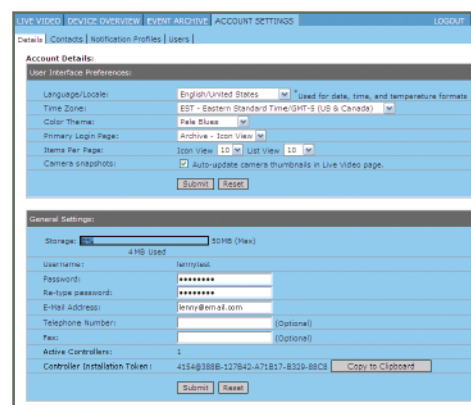 LIVE VIDEO DEVICE OVERVIEW EVENT ARCHIVE ACCOUNT SETTINGS LOGOUT
Details | Contacts | Notification Profiles | Users |
Account Details:
User Interface Preferences:
Language/Locale: English/United States *Used for date, time, and temperature formats
Time Zone: EST - Eastern Standard Time/GMT-5 (US & Canada)
Color Theme: Pale Blues
Primary Login Page: Archive - Icon View
Items Per Page: Icon View 10 List View 10
Camera snapshots: Auto-update camera thumbnails in Live Video page.
Submit Reset
General Settings:
Storage: 50MB (Max)
4 MB Used
Username: lennytest
Password: ••••••••
Re-type password: ••••••••
E-Mail Address: lenny@email.com
Telephone Number: (Optional)
Fax: (Optional)
Active Controllers: 1
Controller Installation Token: Copy to Clipboard
Submit Reset